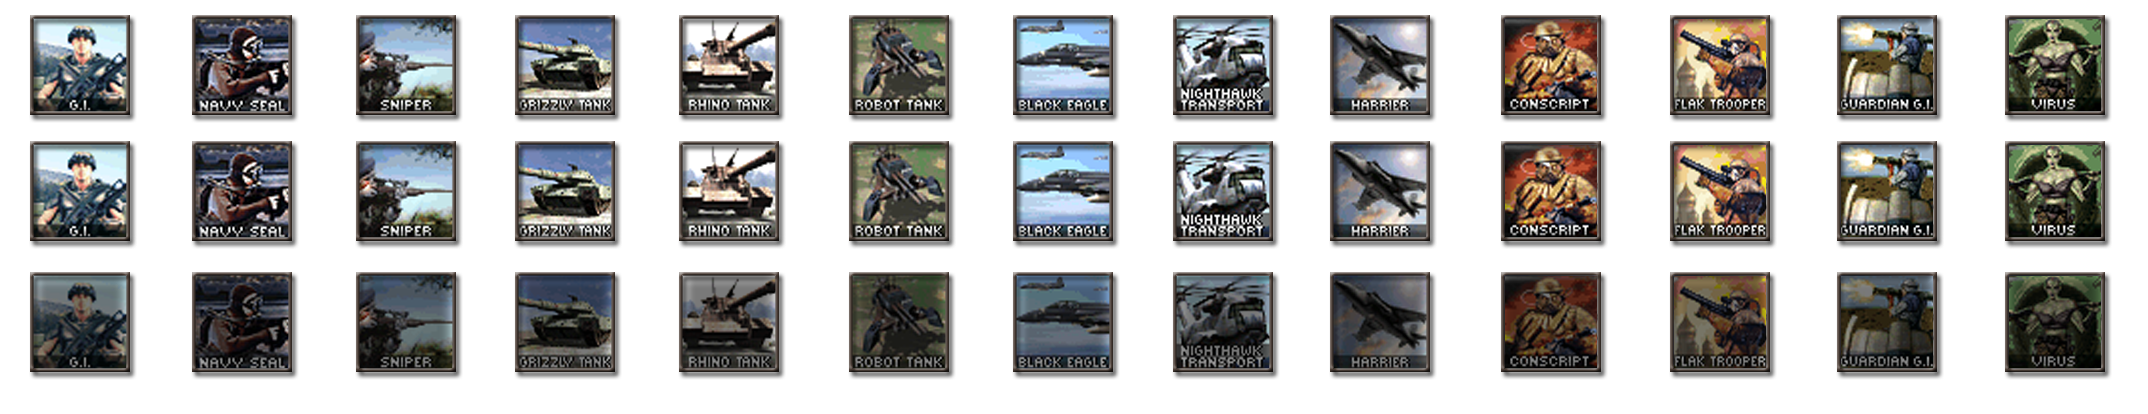 G.I. NAVY SEAL SNIPER GRIZZLY TANK RHINO TANK ROBOT TANK BLACK EAGLE NIGHTHAWK TRANSPORT HARRIER CONSCRIPT FLAK TROOPER GUARDIAN G.I. VIRUS
G.I. NAVY SEAL SNIPER GRIZZLY TANK RHINO TANK ROBOT TANK BLACK EAGLE NIGHTHAWK TRANSPORT HARRIER CONSCRIPT FLAK TROOPER GUARDIAN G.I. VIRUS
G.I. NAVY SEAL SNIPER GRIZZLY TANK RHINO TANK ROBOT TANK BLACK EAGLE NIGHTHAWK TRANSPORT HARRIER CONSCRIPT FLAK TROOPER GUARDIAN G.I. VIRUS